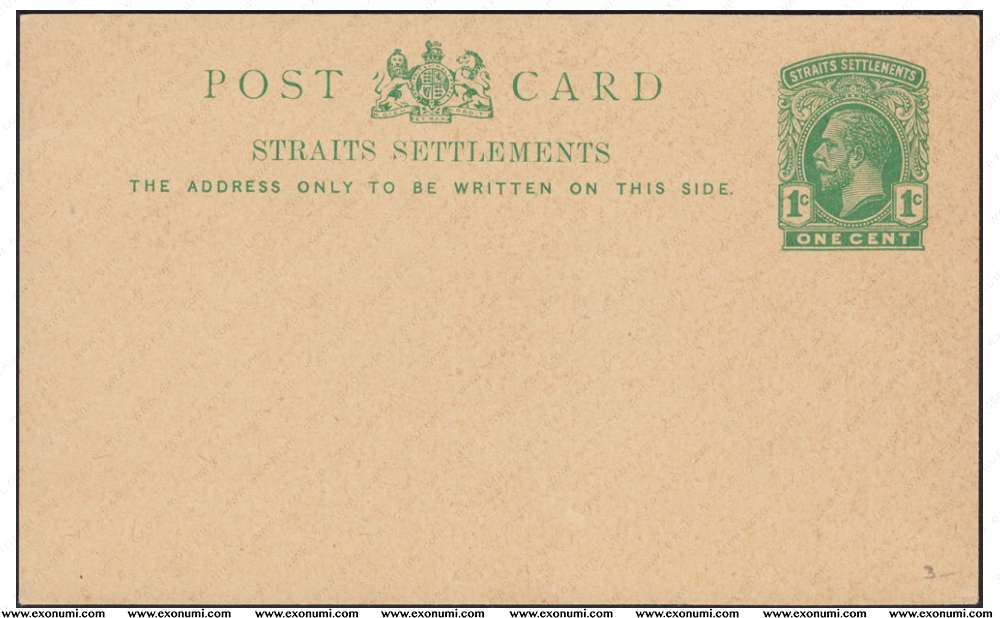 POST CARD
STRAITS SETTLEMENTS
THE ADDRESS ONLY TO BE WRITTEN ON THIS SIDE.
STRAITS SETTLEMENTS
1c 1c
ONE CENT
3-
www.exonumi.com www.exonumi.com www.exonumi.com www.exonumi.com www.exonumi.com www.exonumi.com www.exonumi.com www.exonumi.com